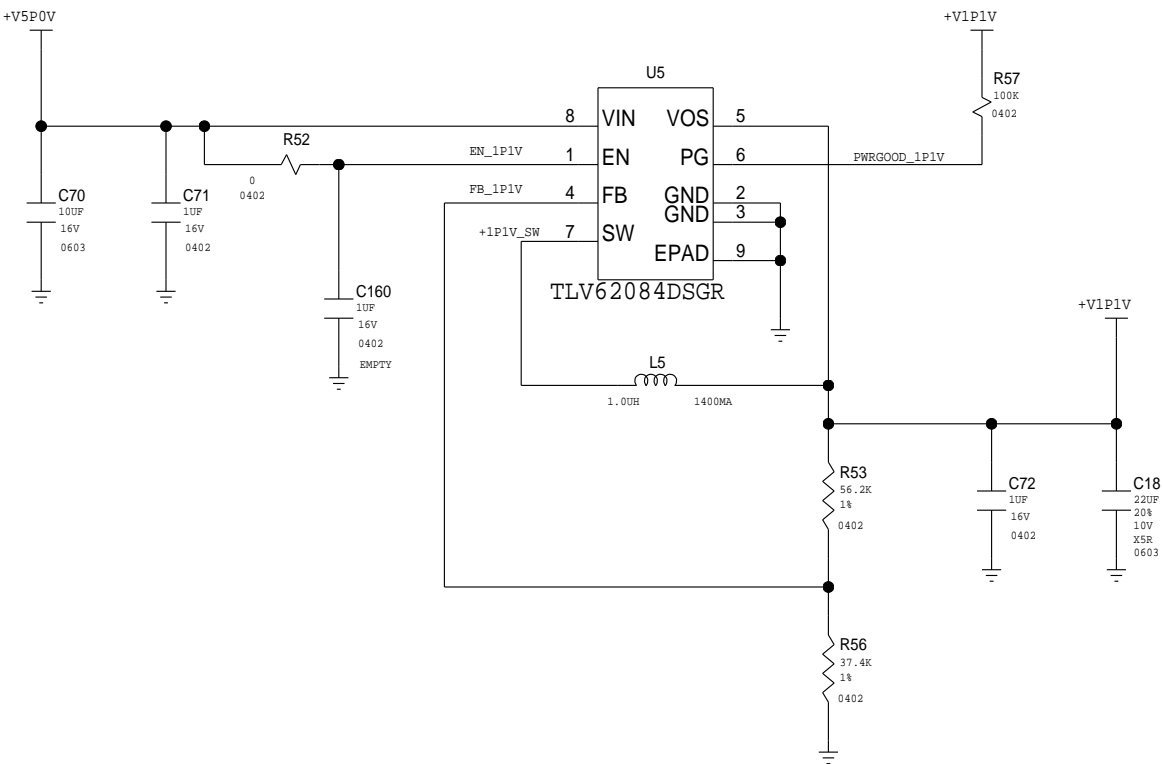 +V5P0V
+V1P1V
U5
R57
100K
0402
8 VIN VOS 5
R52
0
0402
EN_1P1V 1 EN PG 6 PWRGOOD_1P1V
FB_1P1V 4 FB GND 2
GND 3
+1P1V_SW 7 SW EPAD 9
TLV62084DSGR
C70
10UF
16V
0603
C71
1UF
16V
0402
C160
1UF
16V
0402
EMPTY
L5
1.0UH 1400MA
+V1P1V
R53
56.2K
1%
0402
C72
1UF
16V
0402
C18
22UF
20%
10V
X5R
0603
R56
37.4K
1%
0402